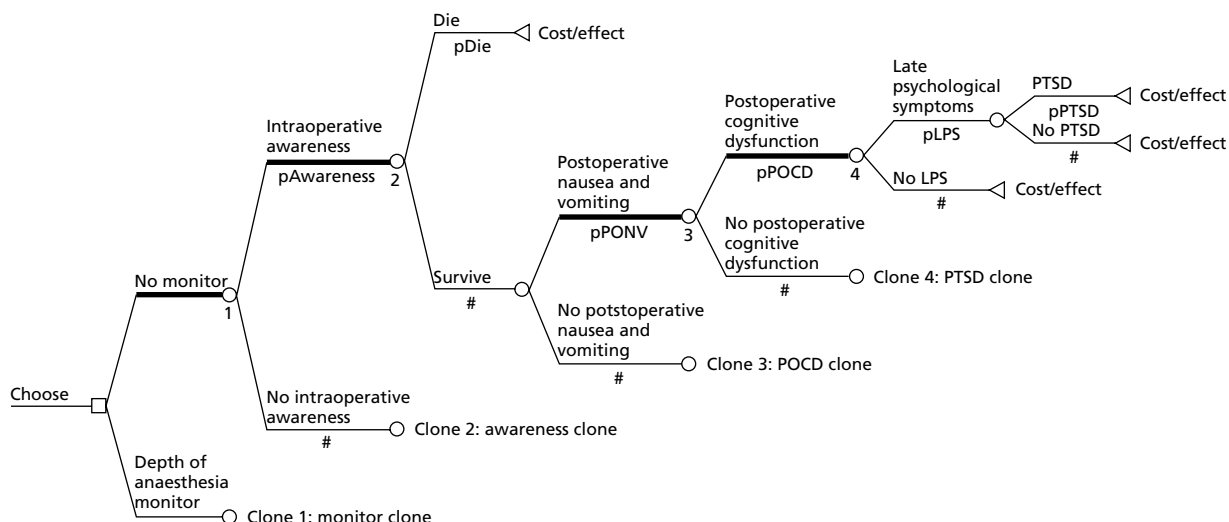 Die
pDie
Cost/effect
Late
psychological
symptoms
pLPS
PTSD
pPTSD
Cost/effect
No PTSD
#
Cost/effect
Postoperative
cognitive
dysfunction
pPOCD
4
No LPS
#
Cost/effect
Intraoperative
awareness
pAwareness
2
Postoperative
nausea and
vomiting
pPONV
3
No postoperative
cognitive
dysfunction
#
Clone 4: PTSD clone
Survive
#
No potstoperative
nausea and
vomiting
#
Clone 3: POCD clone
No monitor
1
No intraoperative
awareness
#
Clone 2: awareness clone
Choose
Depth of
anaesthesia
monitor
Clone 1: monitor clone